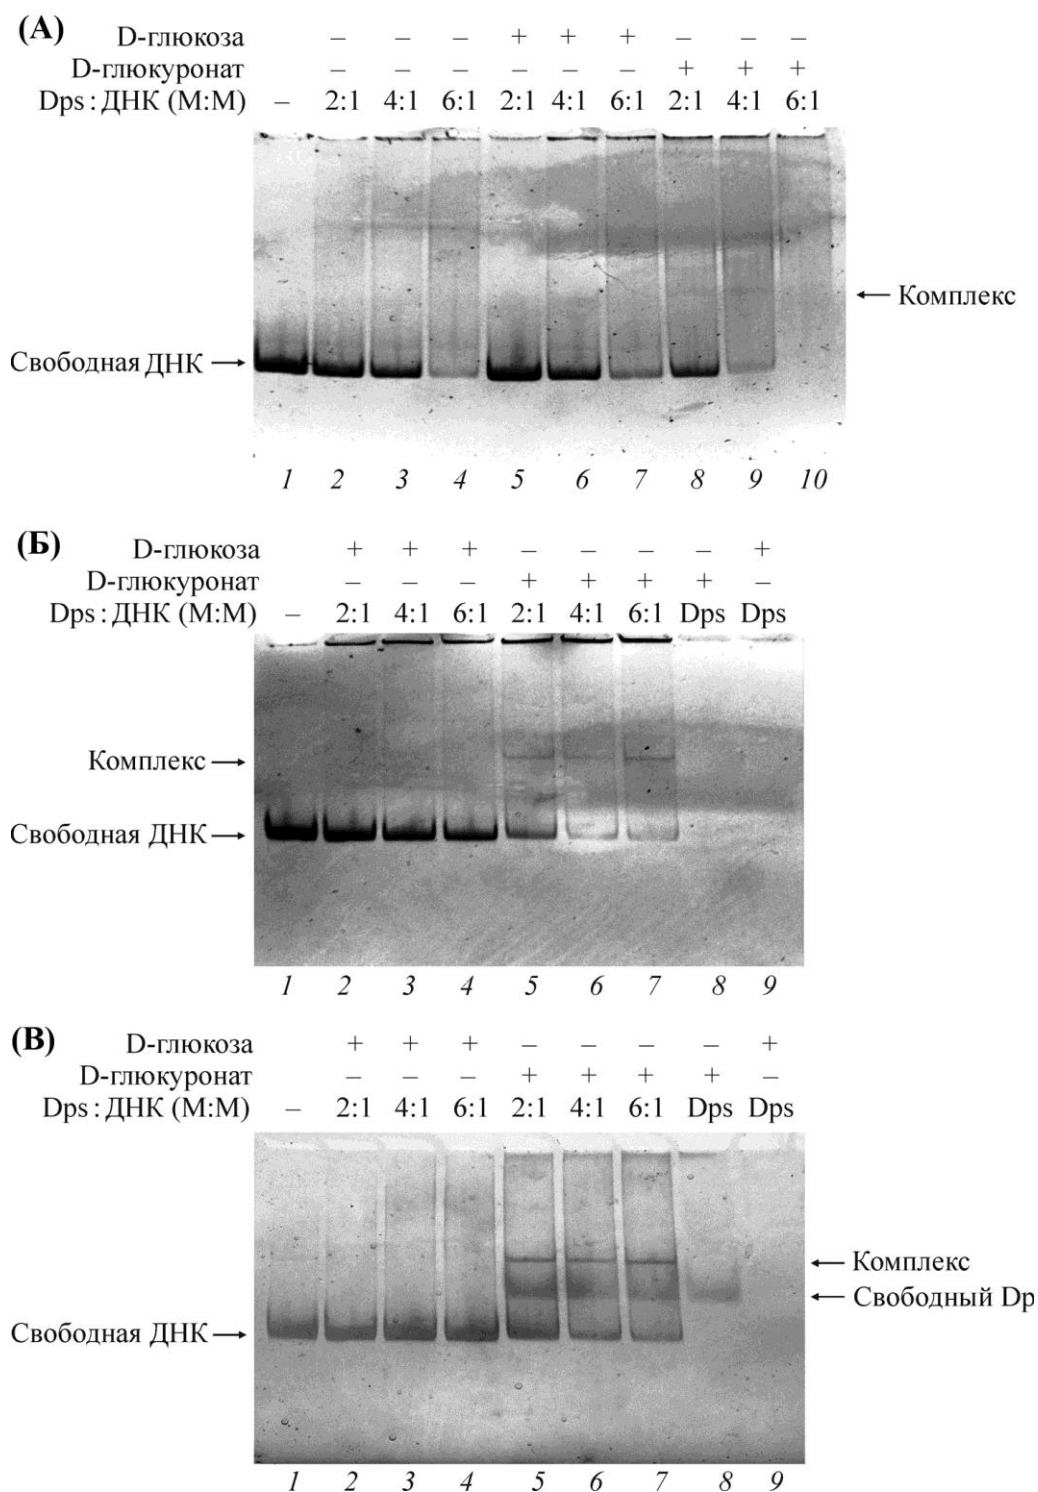 (А) D-глюкоза – – – + + + – – –
D-глюкуронат – – – – – – + + +
Dps : ДНК (М:М) – 2:1 4:1 6:1 2:1 4:1 6:1 2:1 4:1 6:1
Комплекс
Свободная ДНК
1 2 3 4 5 6 7 8 9 10
(Б) D-глюкоза + + + – – – – +
D-глюкуронат – – – + + + + –
Dps : ДНК (М:М) – 2:1 4:1 6:1 2:1 4:1 6:1 Dps Dps
Комплекс
Свободная ДНК
1 2 3 4 5 6 7 8 9
(В) D-глюкоза + + + – – – – +
D-глюкуронат – – – + + + + –
Dps : ДНК (М:М) – 2:1 4:1 6:1 2:1 4:1 6:1 Dps Dps
Комплекс
Свободный Dp
Свободная ДНК
1 2 3 4 5 6 7 8 9